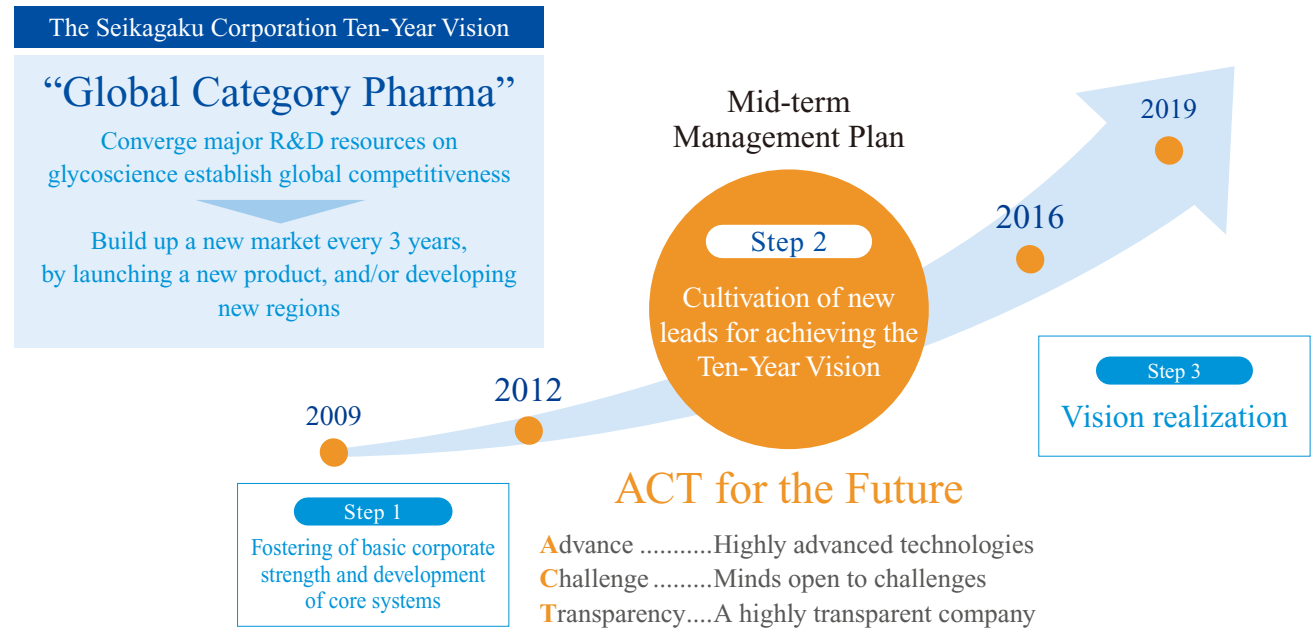 The Seikagaku Corporation Ten-Year Vision
“Global Category Pharma”
Converge major R&D resources on
glycoscience establish global competitiveness
Build up a new market every 3 years,
by launching a new product, and/or developing
new regions
Mid-term
Management Plan
Step 2
Cultivation of new
leads for achieving the
Ten-Year Vision
2009
2012
2016
2019
Step 1
Fostering of basic corporate
strength and development
of core systems
Step 3
Vision realization
ACT for the Future
Advance ...........Highly advanced technologies
Challenge .........Minds open to challenges
Transparency....A highly transparent company